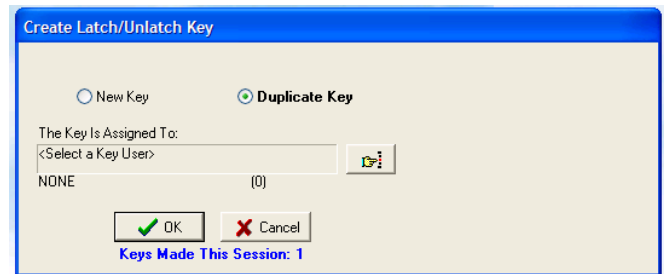 Create Latch/Unlatch Key
New Key Duplicate Key
The Key Is Assigned To:
<Select a Key User>
NONE (0)
OK Cancel
Keys Made This Session: 1